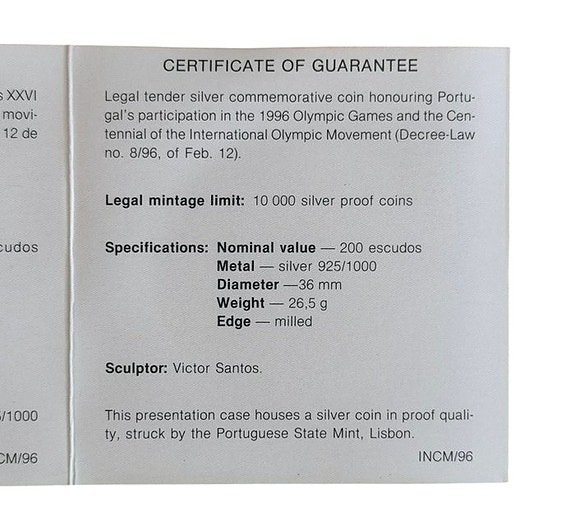 s XXVI
movi-
12 de
cudos
/1000
CM/96
CERTIFICATE OF GUARANTEE
Legal tender silver commemorative coin honouring Portu-
gal's participation in the 1996 Olympic Games and the Cen-
tennial of the International Olympic Movement (Decree-Law
no. 8/96, of Feb. 12).
Legal mintage limit: 10 000 silver proof coins
Specifications: Nominal value — 200 escudos
Metal — silver 925/1000
Diameter —36 mm
Weight — 26,5 g
Edge — milled
Sculptor: Victor Santos.
This presentation case houses a silver coin in proof quali-
ty, struck by the Portuguese State Mint, Lisbon.
INCM/96